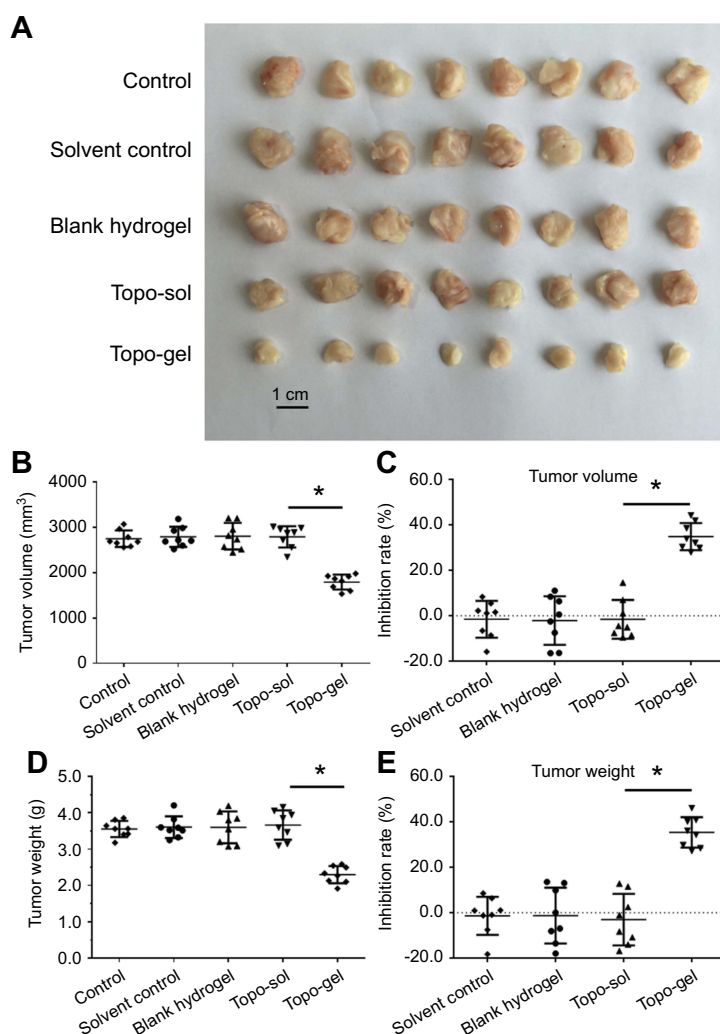 A
Control
Solvent control
Blank hydrogel
Topo-sol
Topo-gel
1 cm
B
Tumor volume (mm³)
4000
3000
2000
1000
0
*
Control
Solvent control
Blank hydrogel
Topo-sol
Topo-gel
C
Tumor volume
Inhibition rate (%)
60.0
40.0
20.0
0.0
-20.0
*
Solvent control
Blank hydrogel
Topo-sol
Topo-gel
D
Tumor weight (g)
5.0
4.0
3.0
2.0
1.0
0.0
*
Control
Solvent control
Blank hydrogel
Topo-sol
Topo-gel
E
Tumor weight
Inhibition rate (%)
60.0
40.0
20.0
0.0
-20.0
*
Solvent control
Blank hydrogel
Topo-sol
Topo-gel